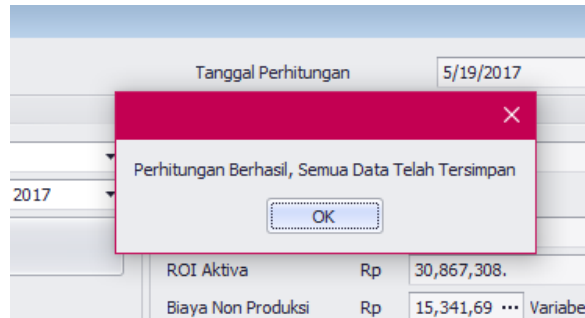 Tanggal Perhitungan 5/19/2017
Perhitungan Berhasil, Semua Data Telah Tersimpan
2017
OK
ROI Aktiva Rp 30,867,308.
Biaya Non Produksi Rp 15,341,69 ...